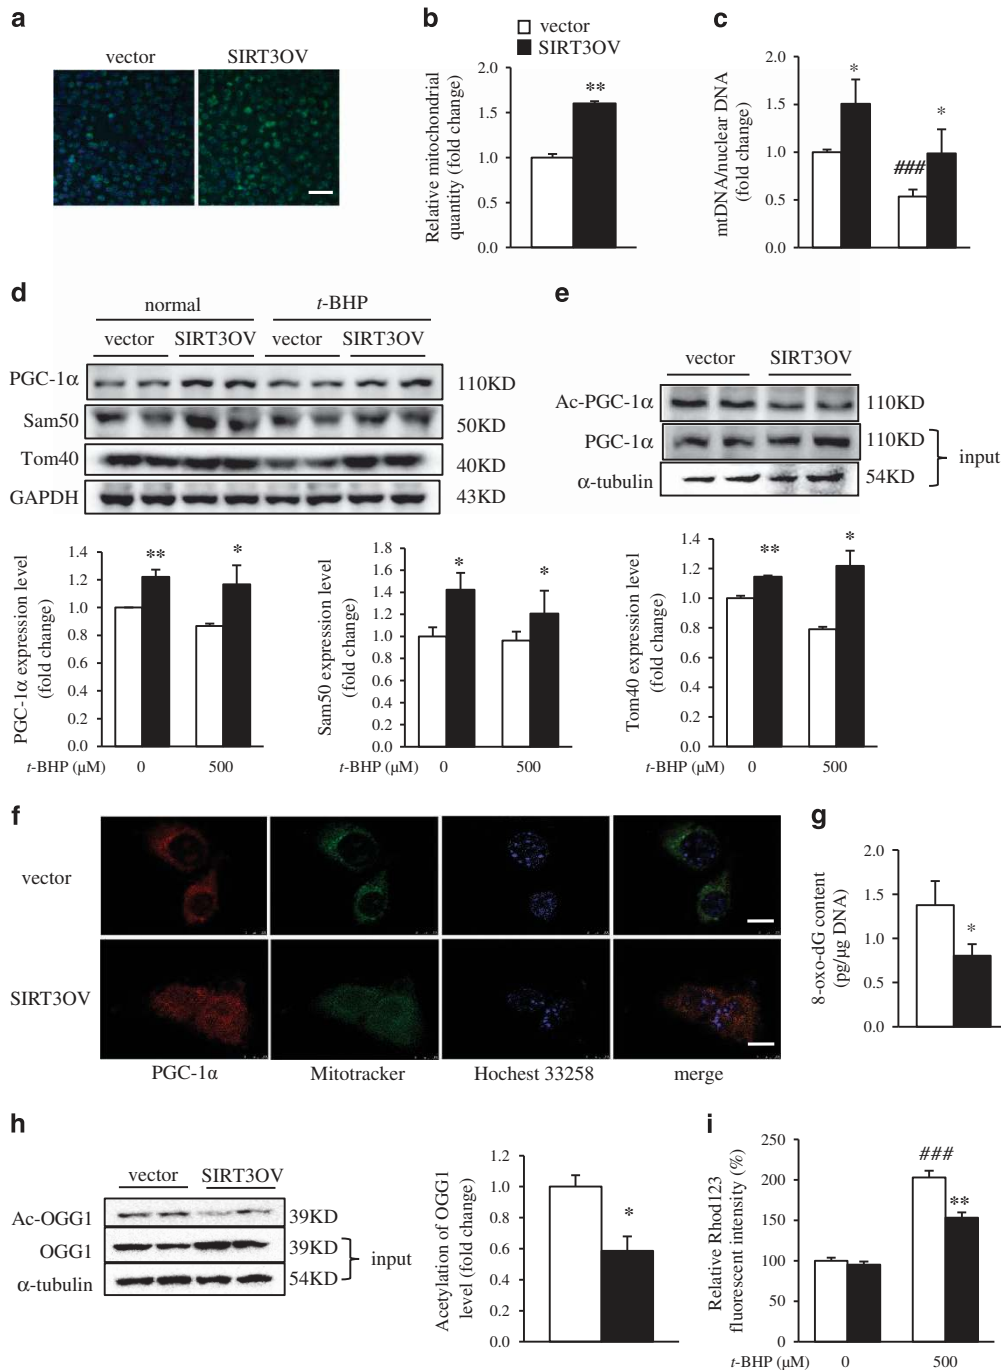 a
vector
SIRT3OV
b
vector
SIRT3OV
Relative mitochondrial
quantity (fold change)
2.0
1.5
1.0
0.5
0.0
**
c
mtDNA/nuclear DNA
(fold change)
2.0
1.5
1.0
0.5
0.0
*
###
*
d
normal
t-BHP
vector
SIRT3OV
vector
SIRT3OV
PGC-1α
110KD
Sam50
50KD
Tom40
40KD
GAPDH
43KD
e
vector
SIRT3OV
Ac-PGC-1α
110KD
PGC-1α
110KD
α-tubulin
54KD
input
PGC-1α expression level
(fold change)
1.4
1.2
1.0
0.8
0.6
0.4
0.2
0.0
**
*
t-BHP (μM)
0
500
Sam50 expression level
(fold change)
1.8
1.6
1.4
1.2
1.0
0.8
0.6
0.4
0.2
0.0
*
*
t-BHP (μM)
0
500
Tom40 expression level
(fold change)
1.4
1.2
1.0
0.8
0.6
0.4
0.2
0.0
**
*
t-BHP (μM)
0
500
f
vector
SIRT3OV
PGC-1α
Mitotracker
Hochest 33258
merge
g
8-oxo-dG content
(pg/μg DNA)
2.0
1.5
1.0
0.5
0.0
*
h
vector
SIRT3OV
Ac-OGG1
39KD
OGG1
39KD
α-tubulin
54KD
input
Acetylation of OGG1
level (fold change)
1.2
1.0
0.8
0.6
0.4
0.2
0.0
*
i
Relative Rhod123
fluorescent intensity (%)
250
200
150
100
50
0
###
**
t-BHP (μM)
0
500